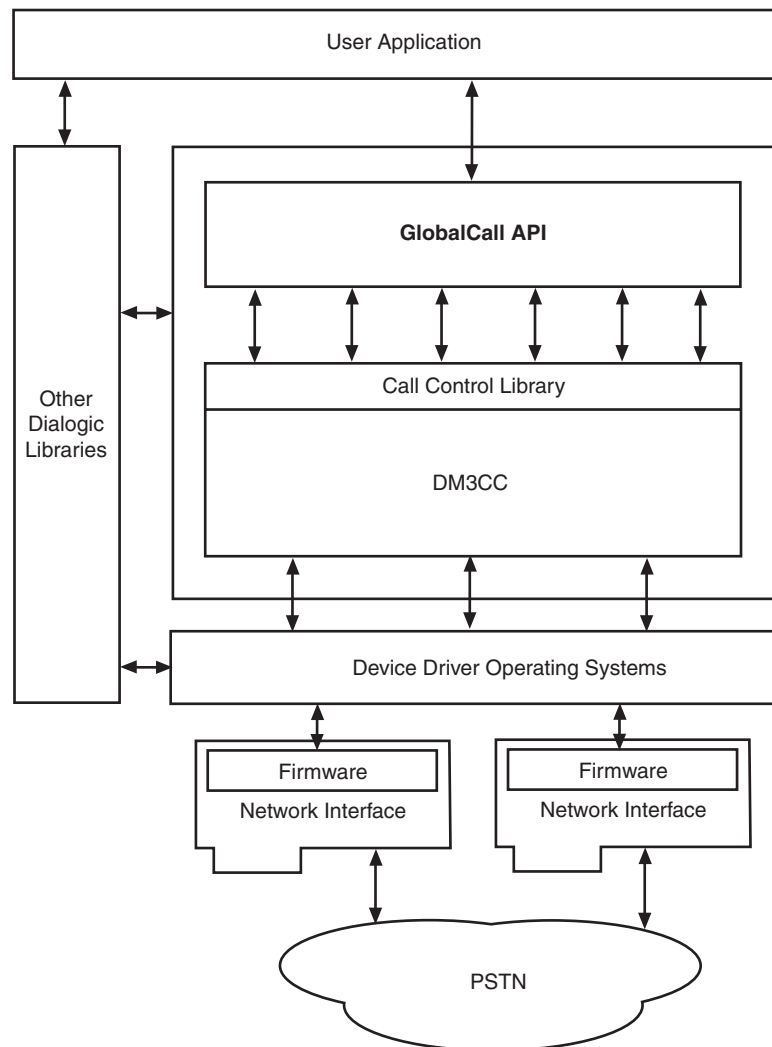 User Application
GlobalCall API
Call Control Library
Other
Dialogic
Libraries
DM3CC
Device Driver Operating Systems
Firmware
Network Interface
Firmware
Network Interface
PSTN